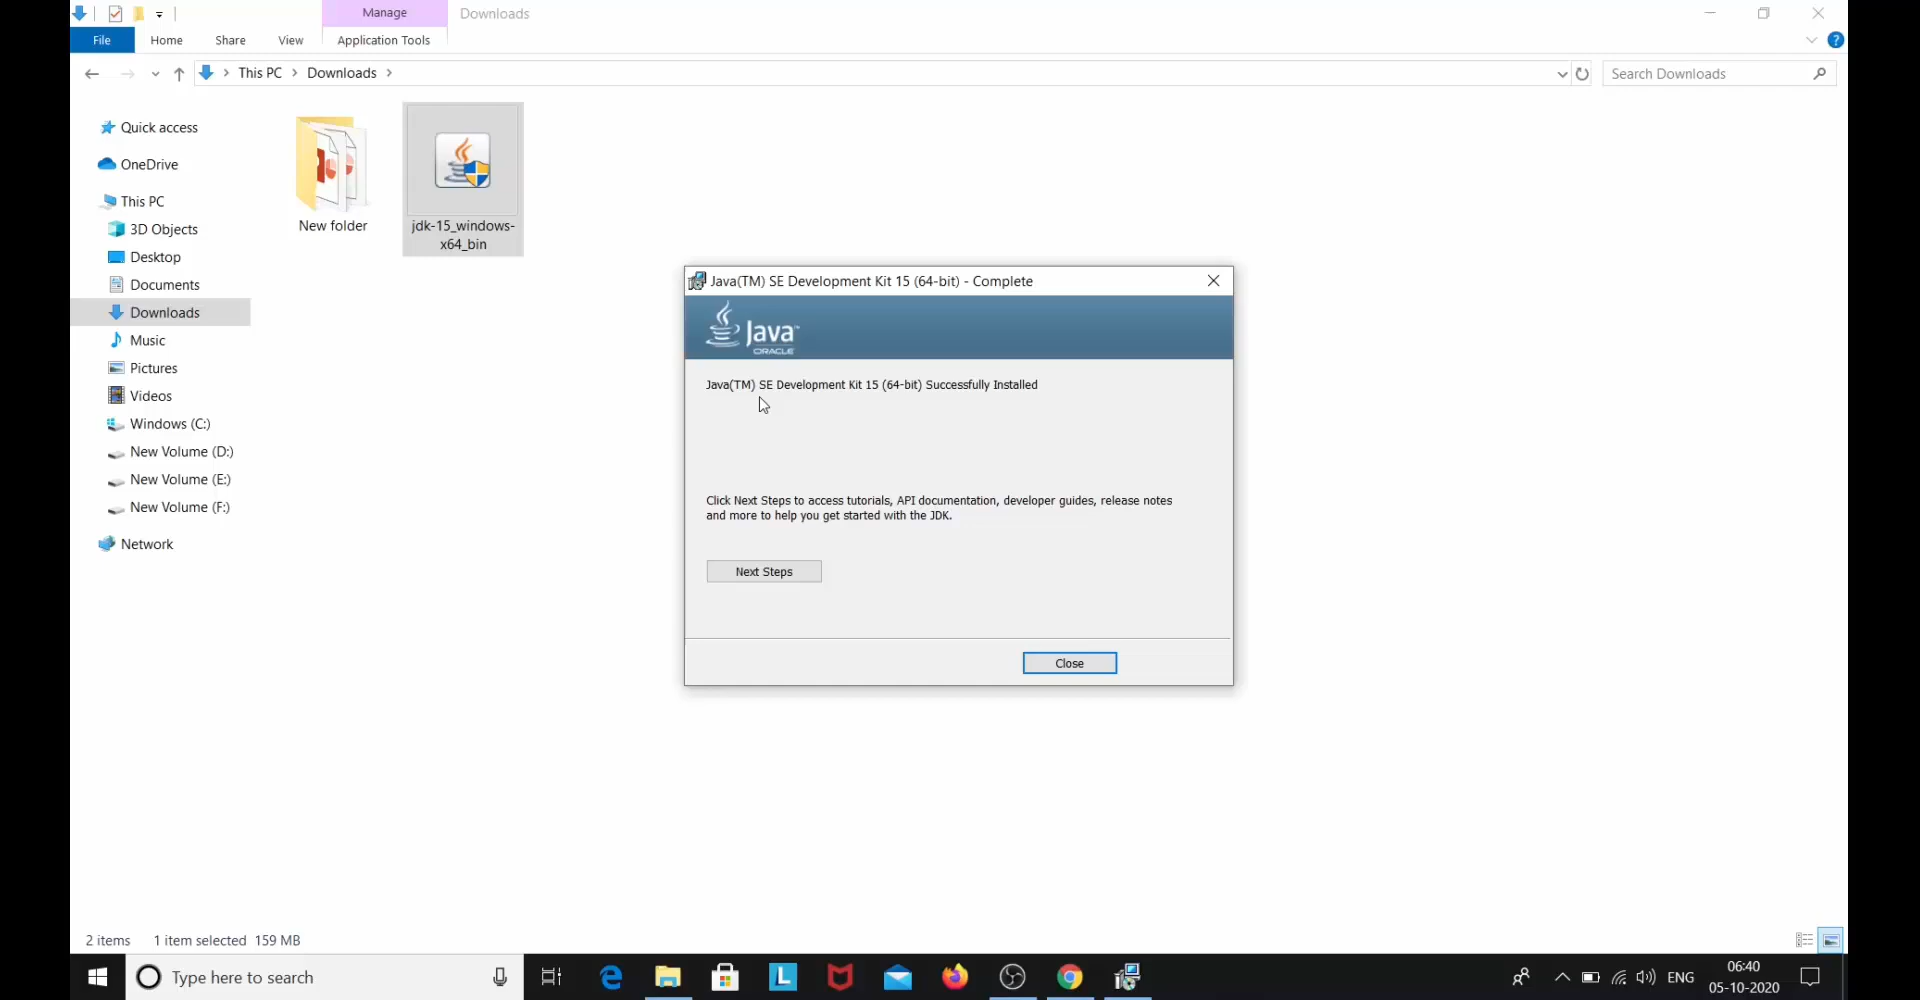 Manage
Downloads
File
Home
Share
View
Application Tools
This PC
Downloads
Search Downloads
Quick access
OneDrive
This PC
3D Objects
Desktop
Documents
Downloads
Music
Pictures
Videos
Windows (C:)
New Volume (D:)
New Volume (E:)
New Volume (F:)
Network
New folder
jdk-15_windows-
x64_bin
Java(TM) SE Development Kit 15 (64-bit) - Complete
Java™
ORACLE
Java(TM) SE Development Kit 15 (64-bit) Successfully Installed
Click Next Steps to access tutorials, API documentation, developer guides, release notes
and more to help you get started with the JDK.
Next Steps
Close
2 items 1 item selected 159 MB
Type here to search
L
ENG
06:40
05-10-2020